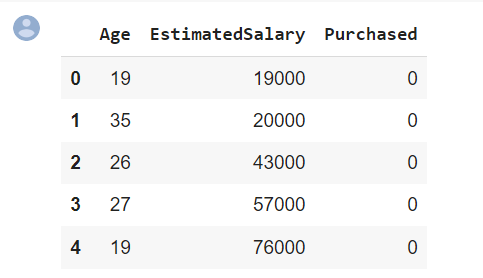 Age EstimatedSalary Purchased
0 19 19000 0
1 35 20000 0
2 26 43000 0
3 27 57000 0
4 19 76000 0